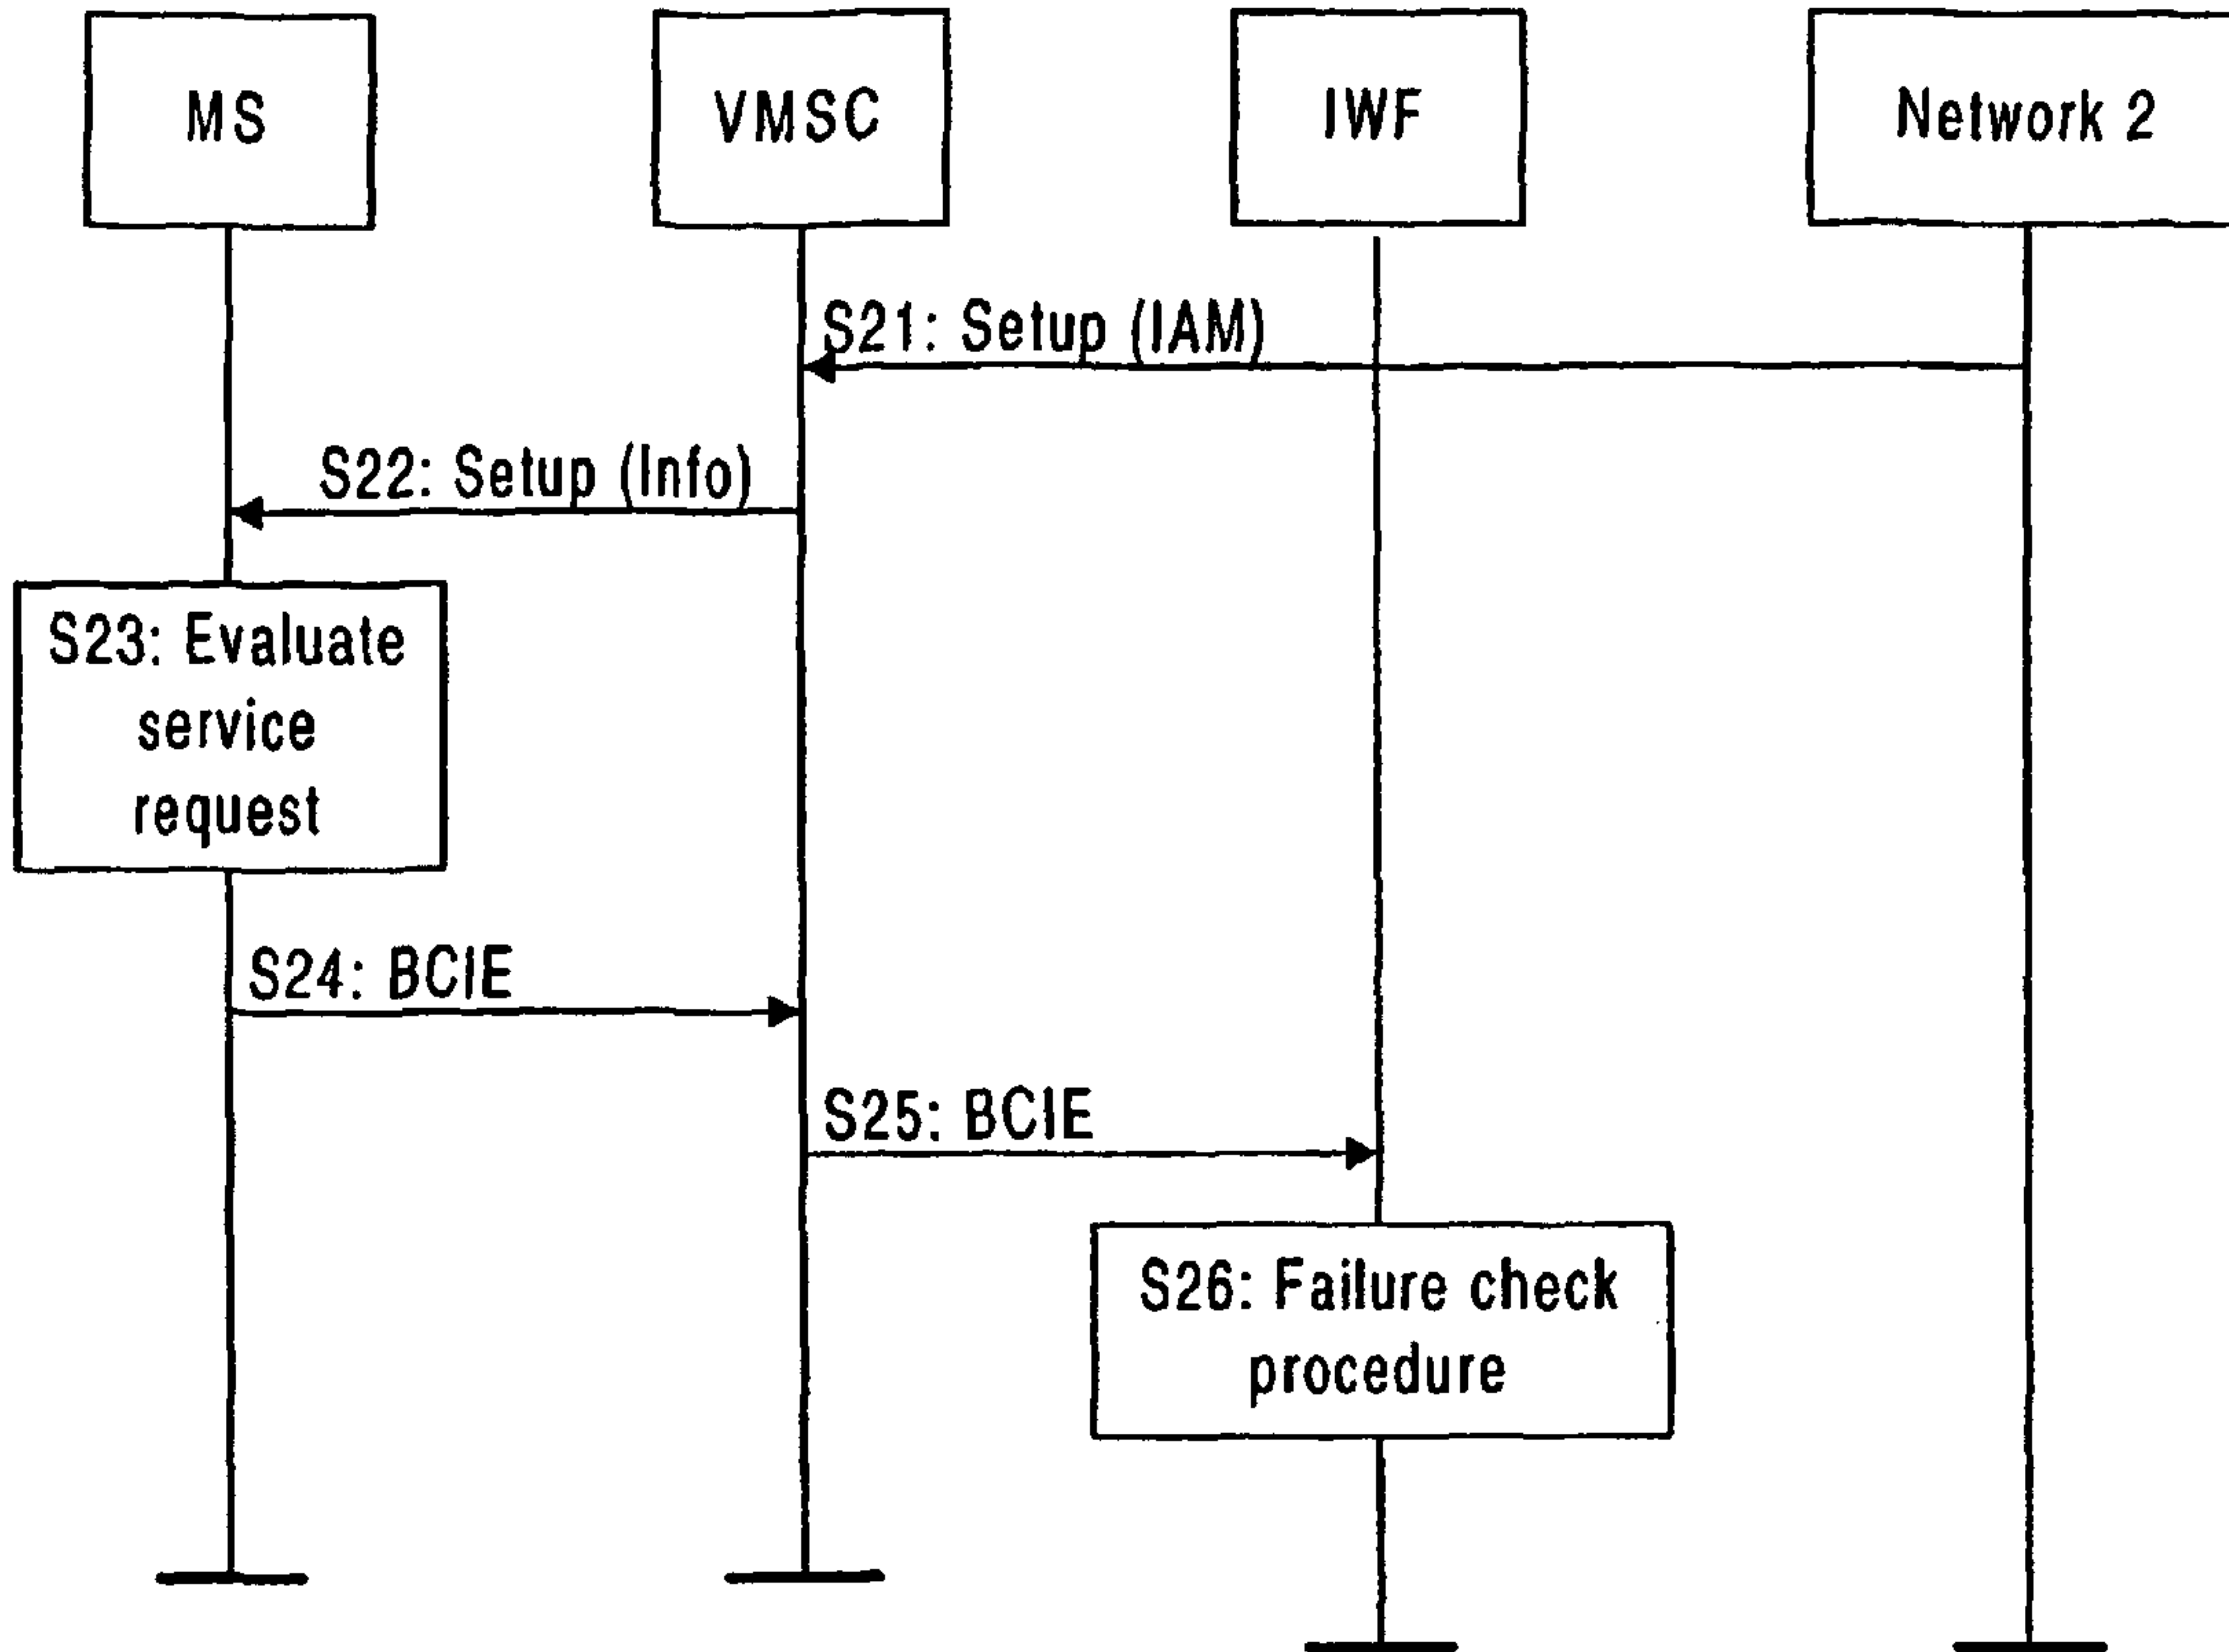 MS
VMSC
IWF
Network 2
S21: Setup (IAM)
S22: Setup (Info)
S23: Evaluate
service
request
S24: BCIE
S25: BCIE
S26: Failure check
procedure